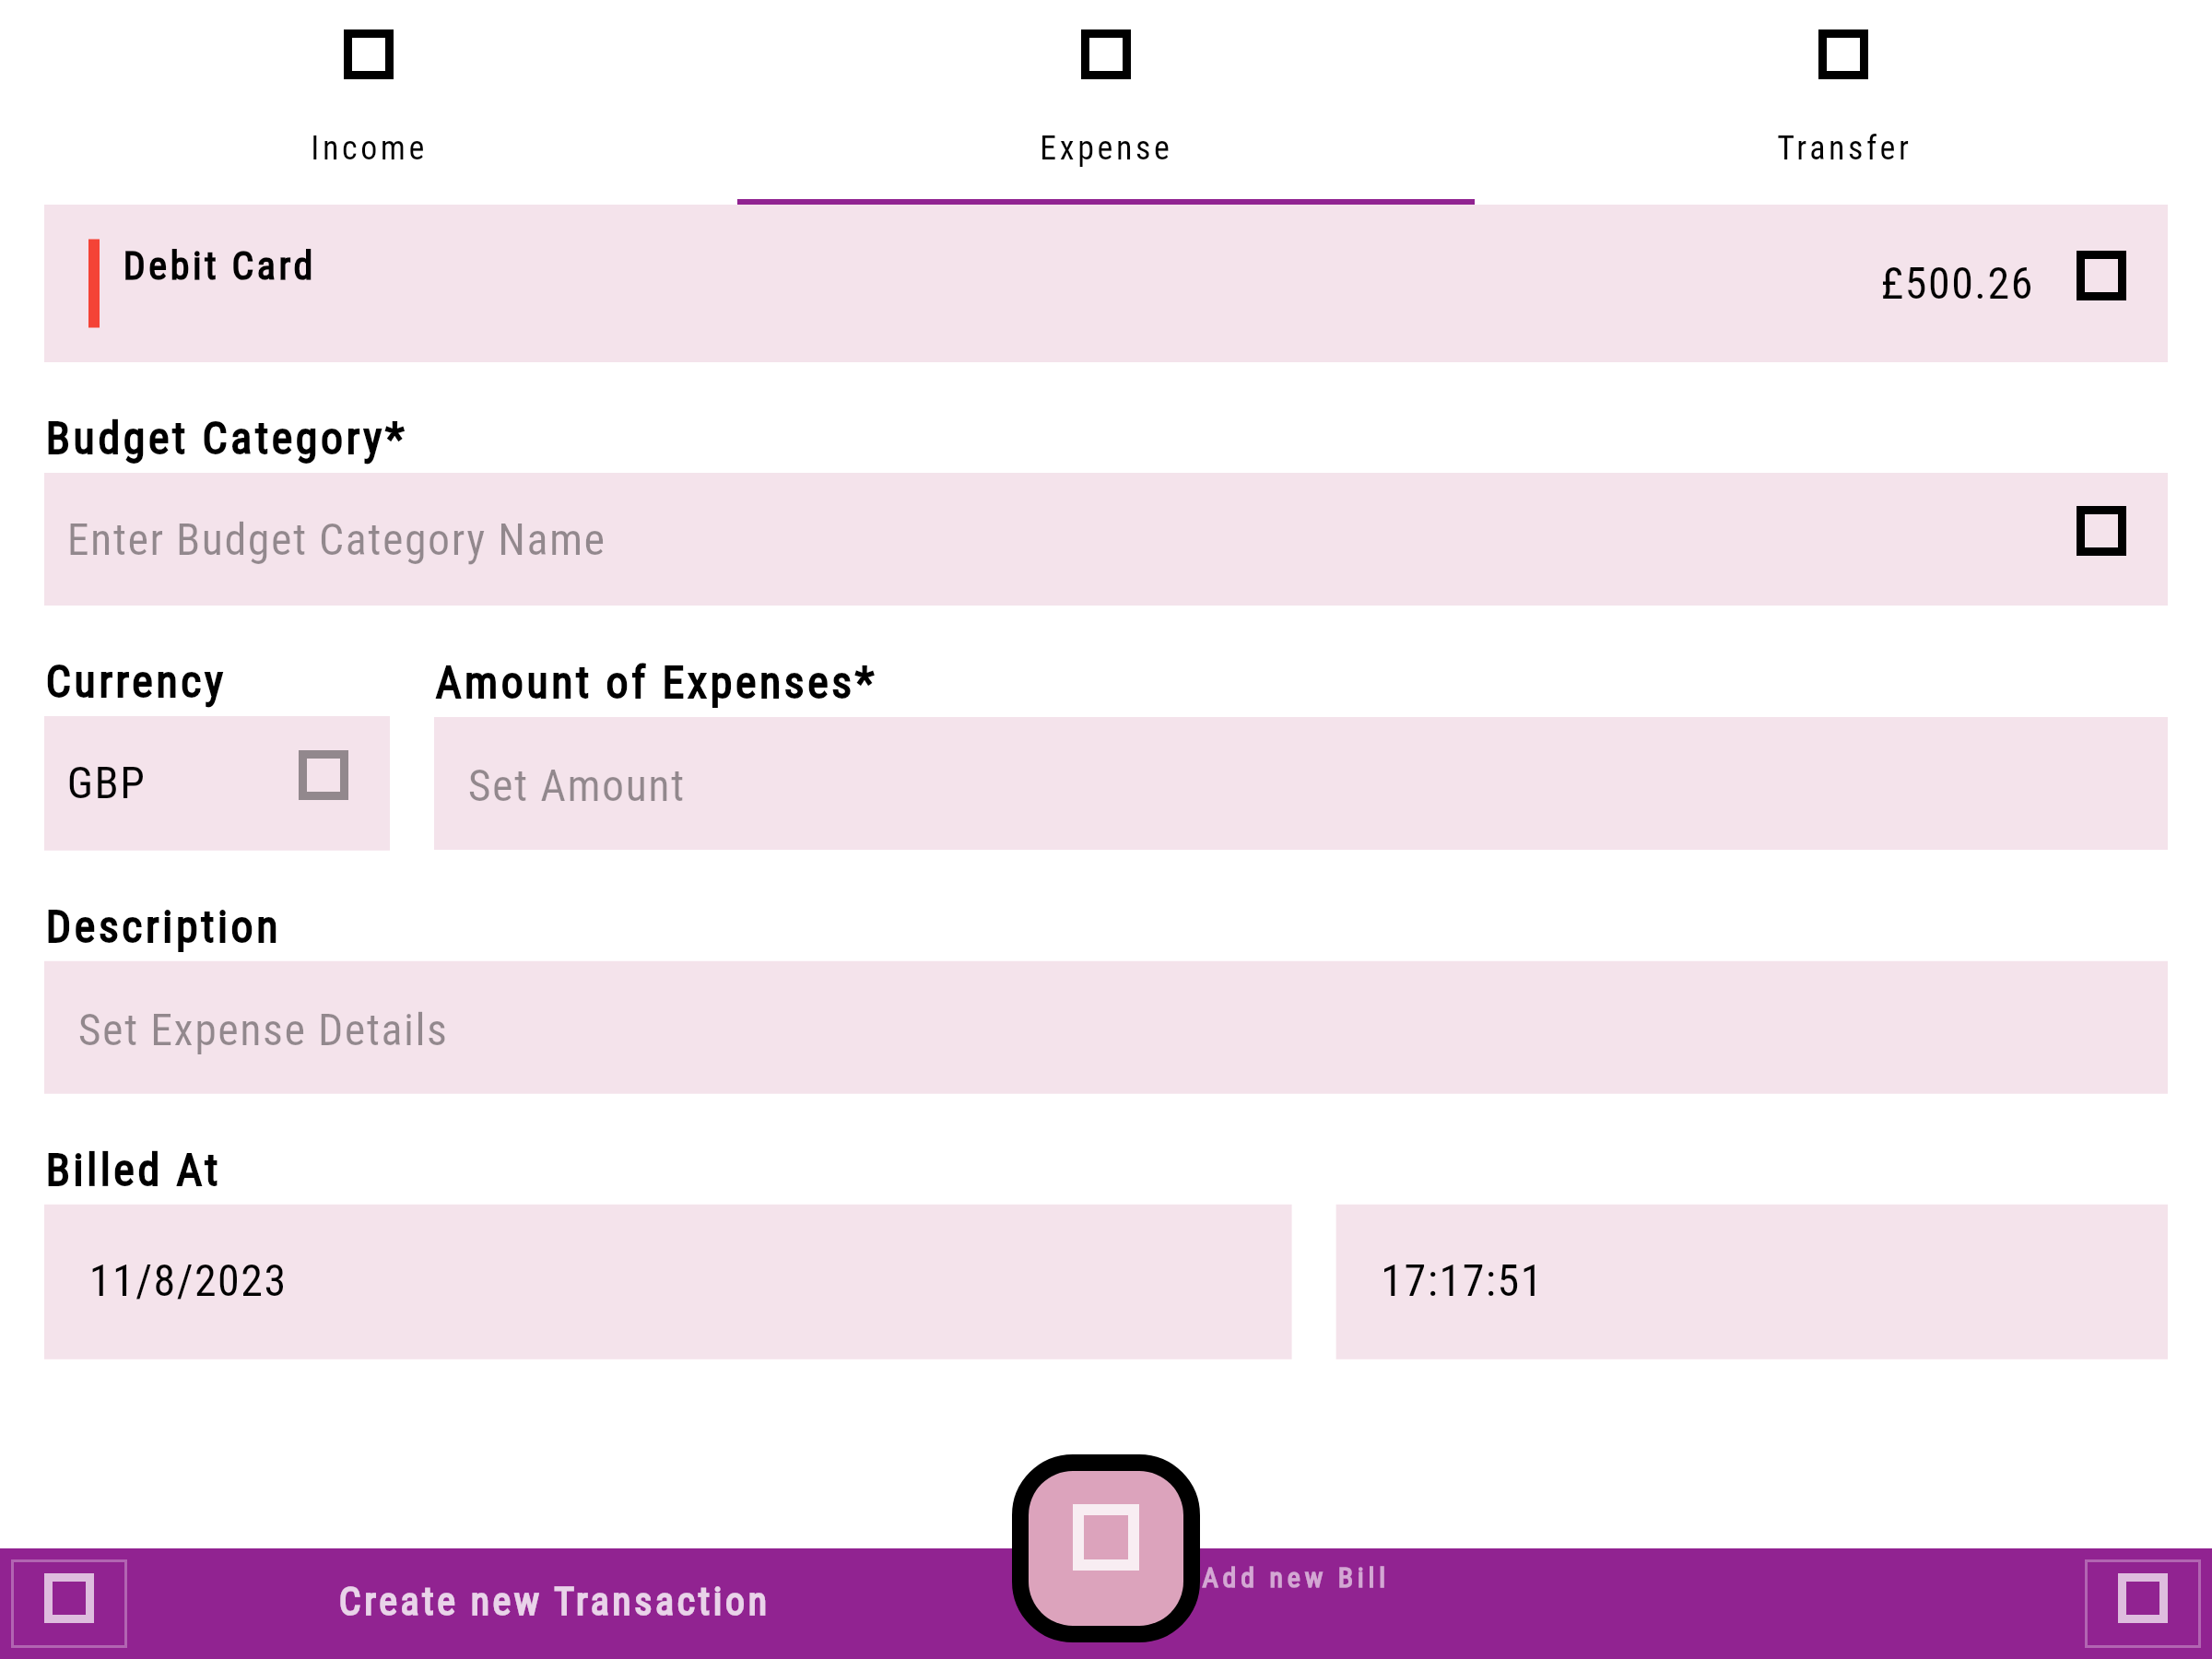 Income
Expense
Transfer
Debit Card
£500.26
Budget Category*
Enter Budget Category Name
Currency
Amount of Expenses*
GBP
Set Amount
Description
Set Expense Details
Billed At
11/8/2023
17:17:51
Create new Transaction
Add new Bill